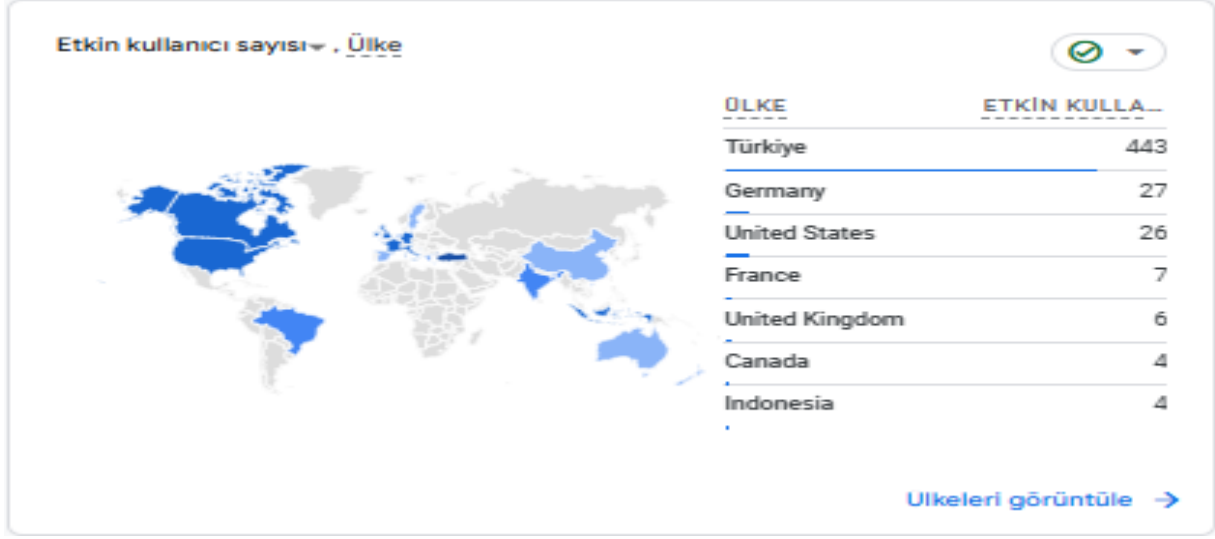 Etkin kullanıcı sayısı , Ülke
ÜLKE ETKİN KULLA...
Türkiye 443
Germany 27
United States 26
France 7
United Kingdom 6
Canada 4
Indonesia 4
Ulkeleri görüntüle →